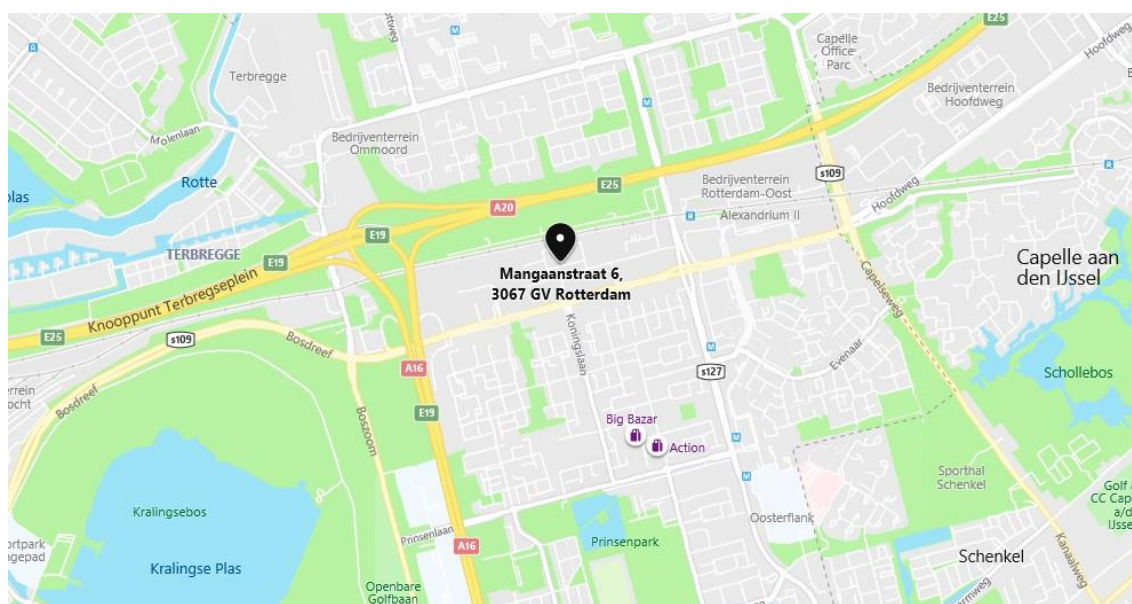 E25
Hoofdweg
Capelle
Office
Parc
Terbregge
Bedrijventerrein
Hoofdweg
Molenlaan
Bedrijventerrein
Ommoord
M
M
R
s109
Rotte
plas
E25
Bedrijventerrein
Rotterdam-Oost
Hoofdweg
R
A20
R
Alexandrium II
E19
TERBREGGE
E19
Mangaanstraat 6,
3067 GV Rotterdam
Capelle aan
den IJssel
Capelseweg
Knooppunt Terbregseplein
E25
s109
Bosdreef
Koningslaan
M
Evenaar
A16
s127
Schollebos
Bosdreef
E19
Boszoom
Big Bazar
Action
M
M
Sporthal
Schenkel
Golf
Kralingsebos
Oosterflank
Prinsenlaan
A16
Prinsenpark
Kralingse Plas
Schenkel
Kanaalweg
Openbare
Golfbaan
M